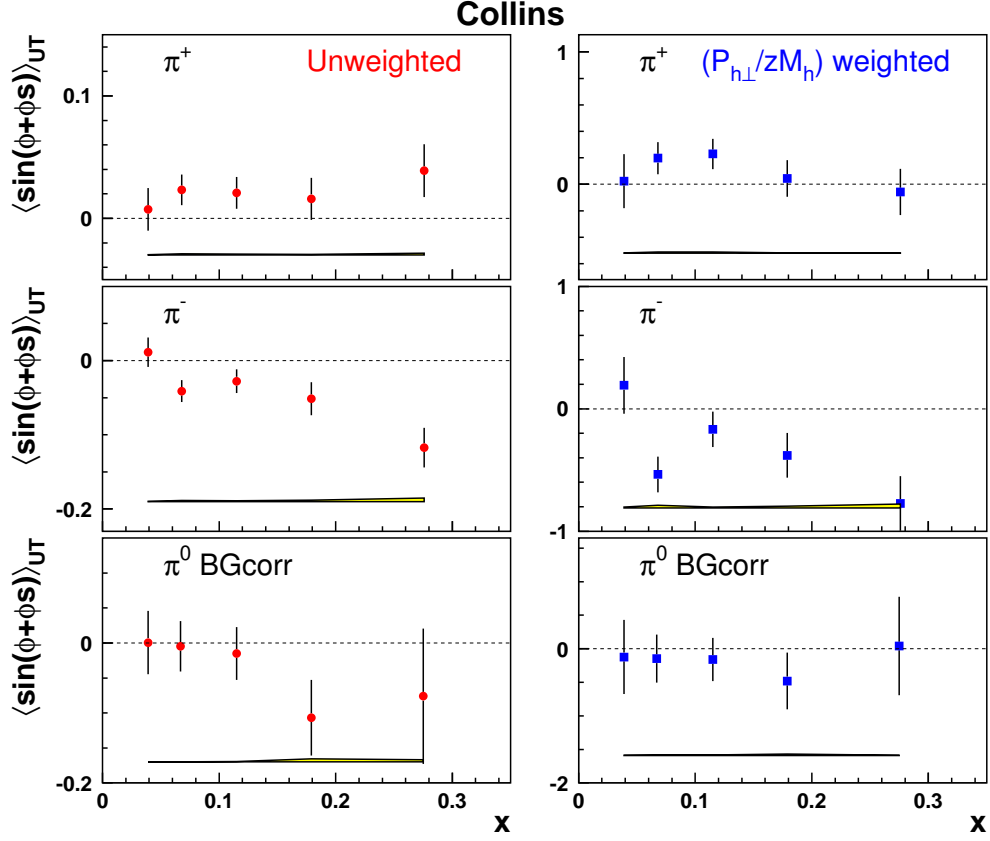 Collins
⟨sin(ϕ+ϕs)⟩UT
π+
Unweighted
0.1
0
π+
(Ph⊥/zMh) weighted
1
0
⟨sin(ϕ+ϕs)⟩UT
π-
0
-0.2
π-
1
0
-1
⟨sin(ϕ+ϕs)⟩UT
π0 BGcorr
0
-0.2
π0 BGcorr
0
-2
0 0.1 0.2 0.3
0 0.1 0.2 0.3
x
x